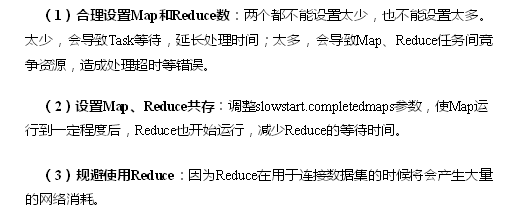 （1）合理设置Map和Reduce数：两个都不能设置太少，也不能设置太多。
太少，会导致Task等待，延长处理时间；太多，会导致Map、Reduce任务间竞
争资源，造成处理超时等错误。
（2）设置Map、Reduce共存：调整slowstart.completedmaps参数，使Map运
行到一定程度后，Reduce也开始运行，减少Reduce的等待时间。
（3）规避使用Reduce：因为Reduce在用于连接数据集的时候将会产生大量
的网络消耗。